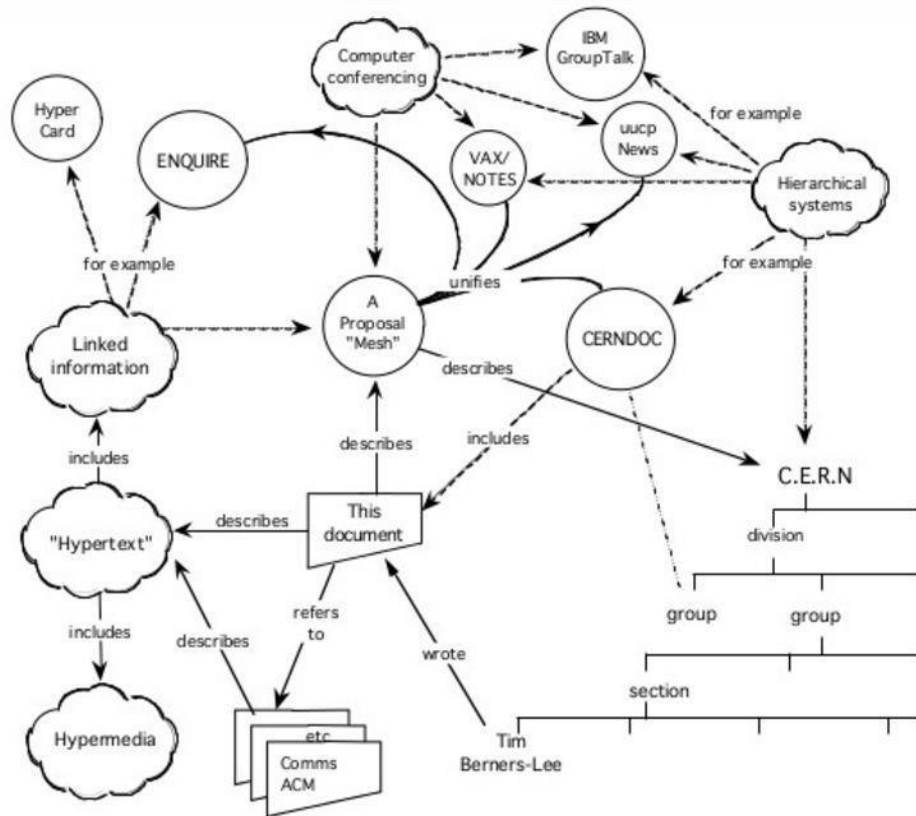 IBM
GroupTalk
Computer
conferencing
Hyper
Card
for example
uucp
News
ENQUIRE
VAX/
NOTES
Hierarchical
systems
for example
for example
unifies
A
Proposal
"Mesh"
CERNDOC
Linked
information
describes
includes
describes
includes
C.E.R.N
This
document
describes
"Hypertext"
division
refers
to
group
group
includes
describes
wrote
section
Hypermedia
etc
Comms
ACM
Tim
Berners-Lee